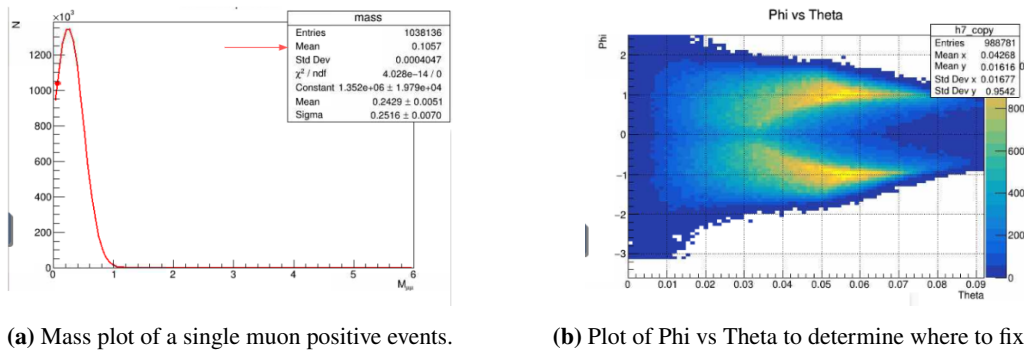 mass
Entries 1038136
Mean 0.1057
Std Dev 0.0004047
χ² / ndf 4.028e−14 / 0
Constant 1.352e+06 ± 1.979e+04
Mean 0.2429 ± 0.0051
Sigma 0.2516 ± 0.0070
×10³
N
1200
1000
800
600
400
200
0
0 1 2 3 4 5 6
Mμμ
Phi vs Theta
h7_copy
Entries 988781
Mean x 0.04268
Mean y 0.01616
Std Dev x 0.01677
Std Dev y 0.9542
Phi
2
1
0
−1
−2
−3
0 0.01 0.02 0.03 0.04 0.05 0.06 0.07 0.08 0.09
Theta
800
600
400
200
0
(a) Mass plot of a single muon positive events.
(b) Plot of Phi vs Theta to determine where to fix